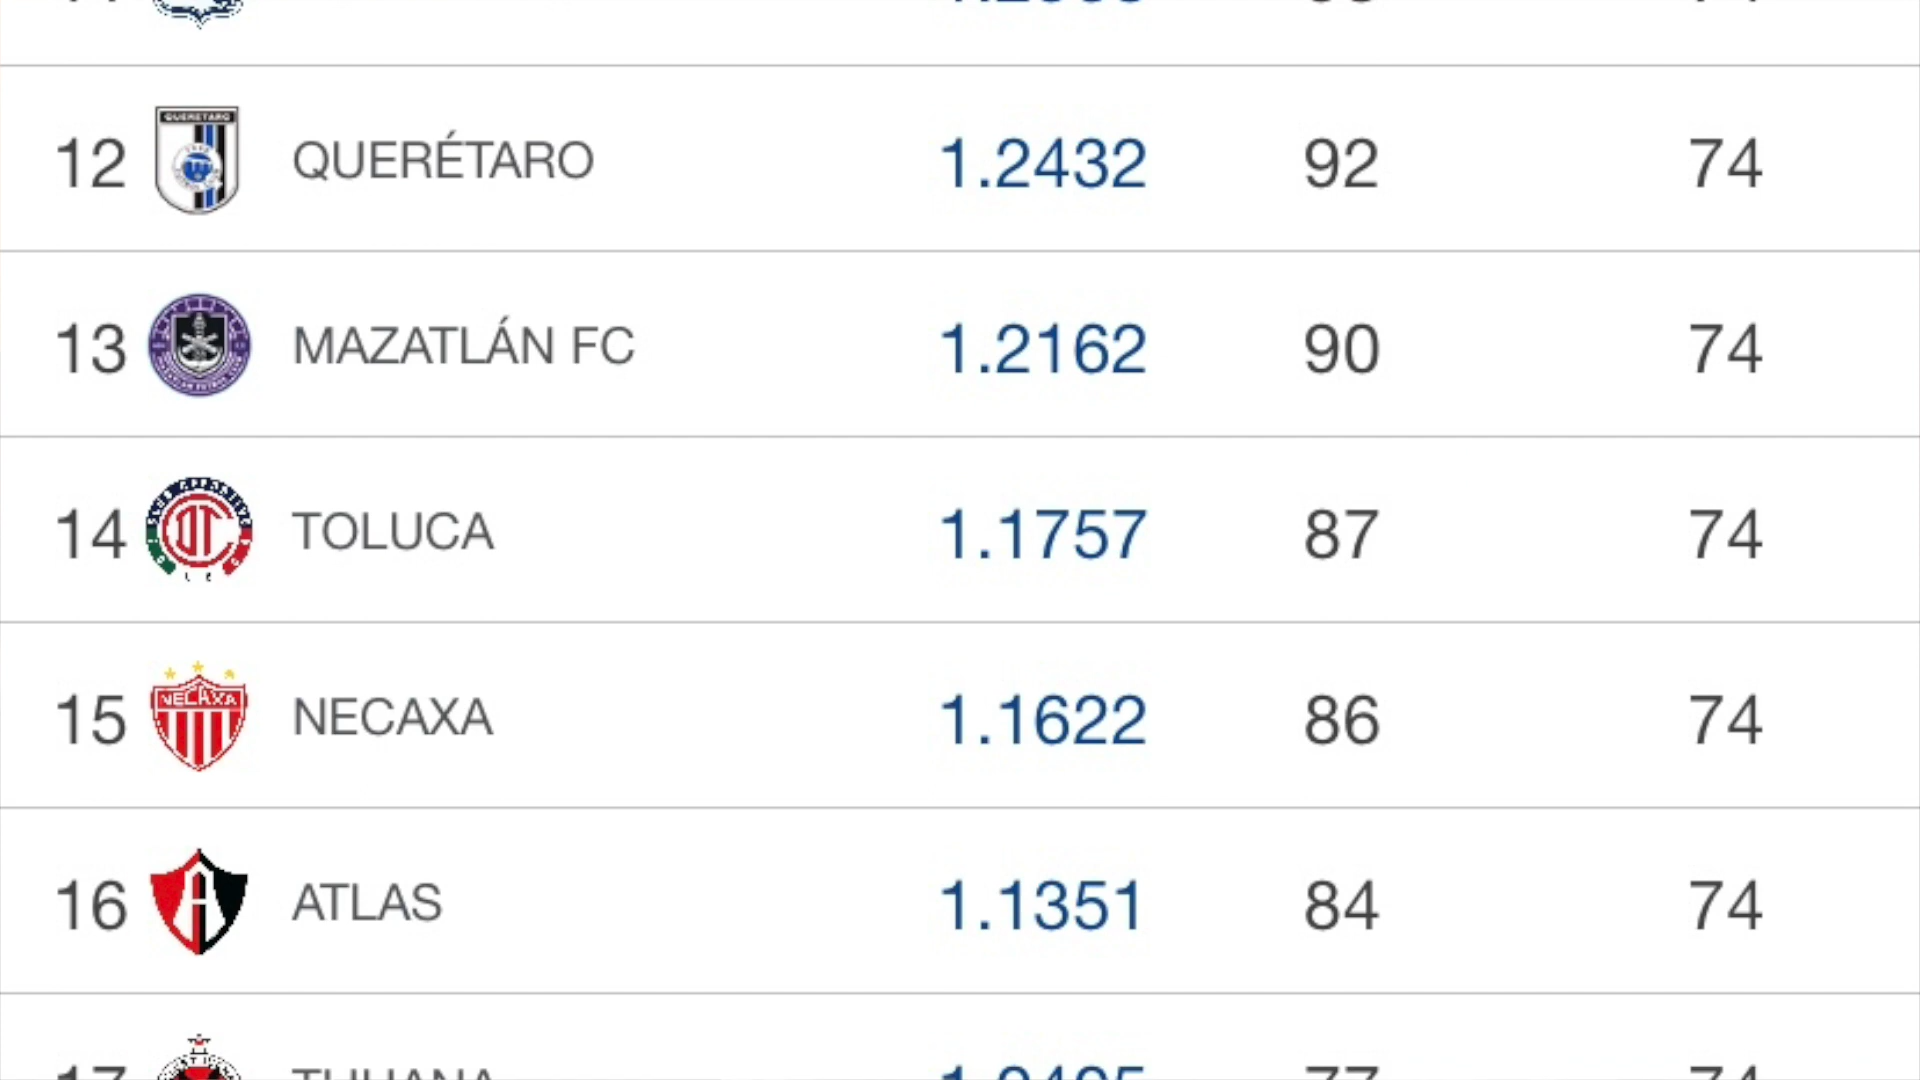 12 QUERÉTARO 1.2432 92 74
13 MAZATLÁN FC 1.2162 90 74
14 TOLUCA 1.1757 87 74
15 NECAXA 1.1622 86 74
16 ATLAS 1.1351 84 74